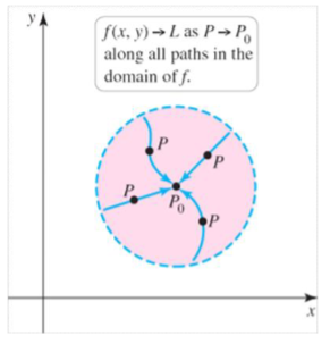 y
f(x, y) → L as P → P₀
along all paths in the
domain of f.
P
P
P
P₀
P
x